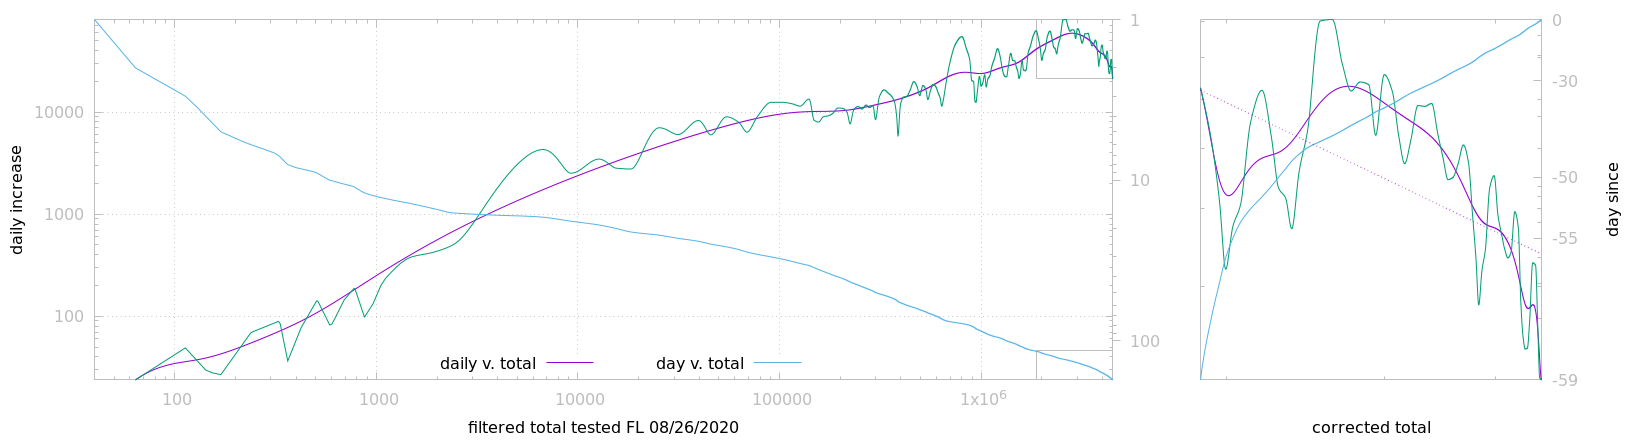 daily increase
10000
1000
100
100
1000
10000
100000
1x10⁶
1
10
100
daily v. total
day v. total
filtered total tested FL 08/26/2020
0
-30
-50
-55
-59
day since
corrected total